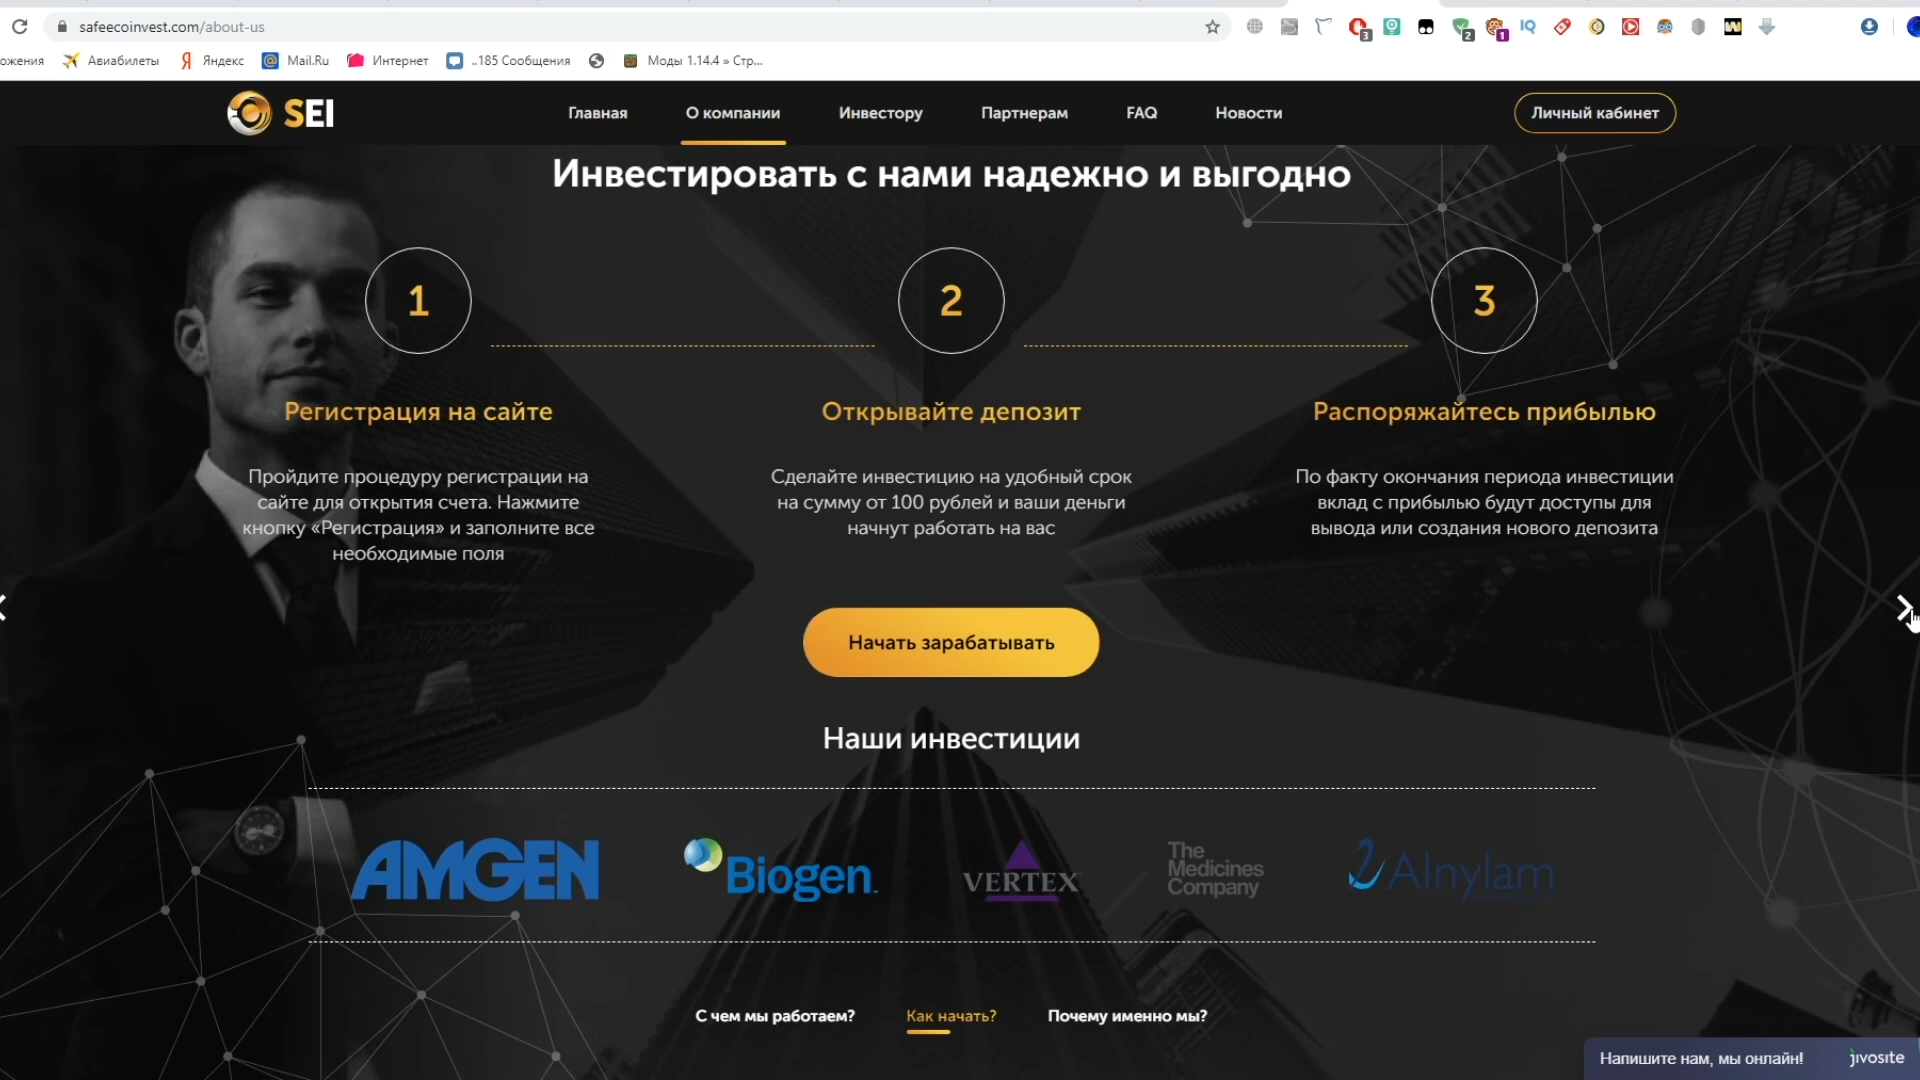 safeecoinvest.com/about-us
3
2
1
ожения
Авиабилеты
Яндекс
Mail.Ru
Интернет
..185 Сообщения
Моды 1.14.4 » Стр...
SEI
Главная
О компании
Инвестору
Партнерам
FAQ
Новости
Личный кабинет
Инвестировать с нами надежно и выгодно
1
2
3
Регистрация на сайте
Пройдите процедуру регистрации на
сайте для открытия счета. Нажмите
кнопку «Регистрация» и заполните все
необходимые поля
Открывайте депозит
Сделайте инвестицию на удобный срок
на сумму от 100 рублей и ваши деньги
начнут работать на вас
Распоряжайтесь прибылью
По факту окончания периода инвестиции
вклад с прибылью будут доступы для
вывода или создания нового депозита
Начать зарабатывать
Наши инвестиции
AMGEN
Biogen
VERTEX
The
Medicines
Company
Alnylam
С чем мы работаем?
Как начать?
Почему именно мы?
Напишите нам, мы онлайн!
jivosite